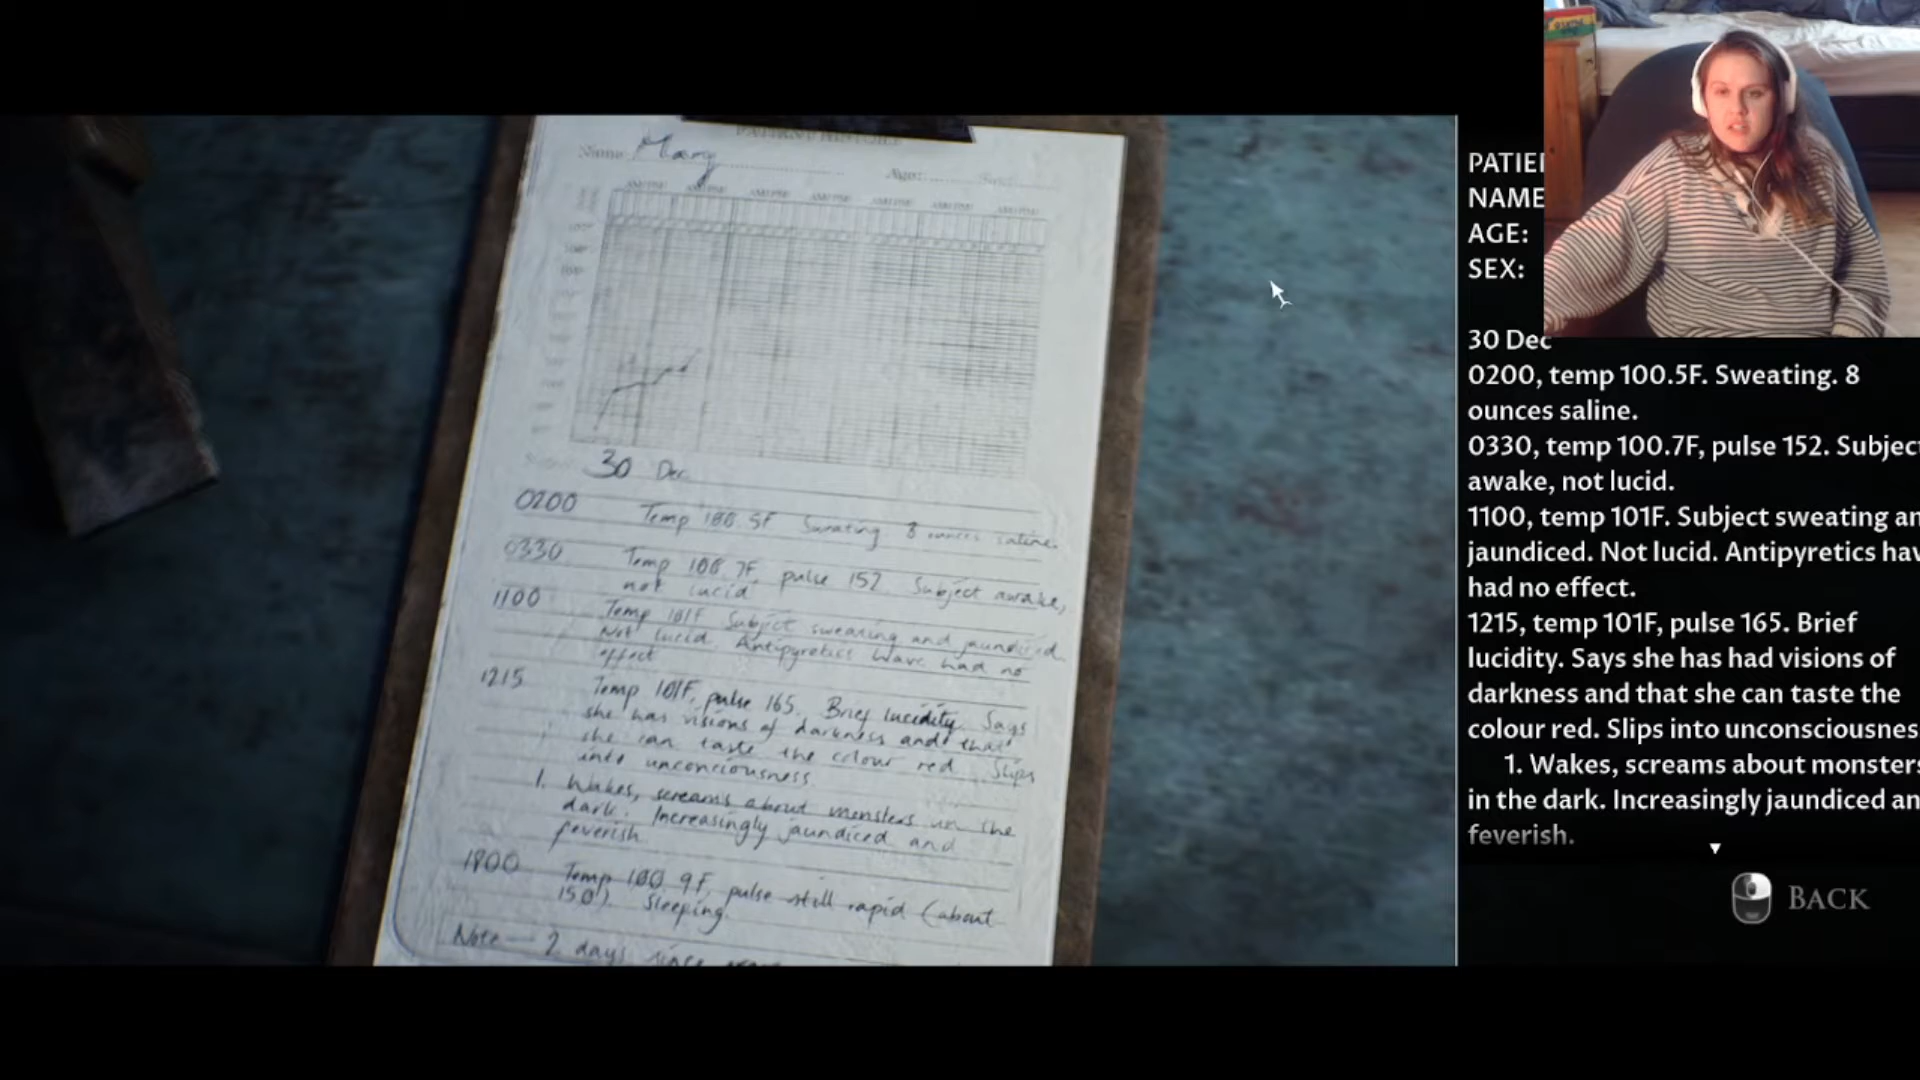 PATIENT HISTORY
Name: Mary
Age:
30 Dec.
0200 Temp 100.5F Sweating 8 ounces saline.
0330 Temp 100.7F, pulse 152. Subject awake,
not lucid
1100 Temp 101F Subject sweating and jaundiced.
Not lucid. Antipyretics have had no
effect
1215 Temp 101F, pulse 165. Brief lucidity. Says
she has visions of darkness and that
she can taste the colour red. Slips
into unconciousness.
1. Wakes, screams about monsters in the
dark. Increasingly jaundiced and
feverish
1800 Temp 100.9F, pulse still rapid (about
150). Sleeping.
Note - 2 days since
PATIE
NAME
AGE:
SEX:
30 Dec
0200, temp 100.5F. Sweating. 8
ounces saline.
0330, temp 100.7F, pulse 152. Subject
awake, not lucid.
1100, temp 101F. Subject sweating an
jaundiced. Not lucid. Antipyretics hav
had no effect.
1215, temp 101F, pulse 165. Brief
lucidity. Says she has had visions of
darkness and that she can taste the
colour red. Slips into unconsciousnes
1. Wakes, screams about monsters
in the dark. Increasingly jaundiced an
feverish.
BACK